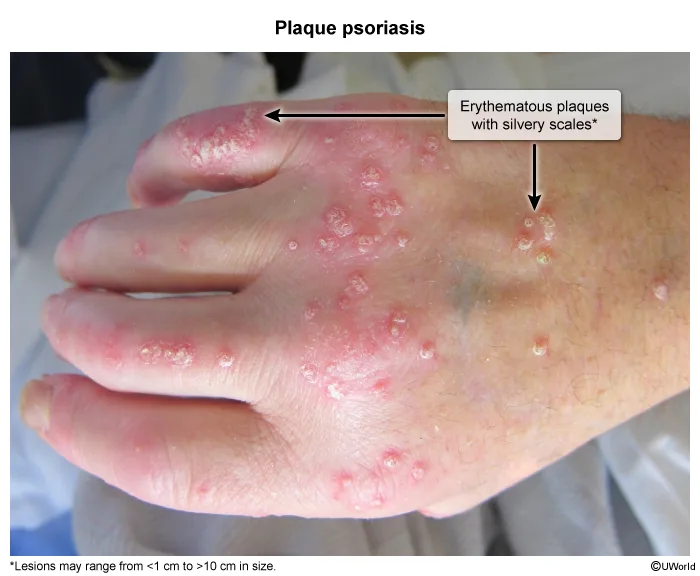 Plaque psoriasis
Erythematous plaques
with silvery scales*
*Lesions may range from <1 cm to >10 cm in size.
©UWorld